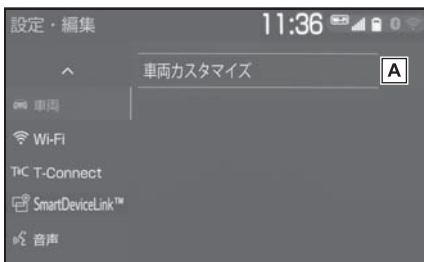 設定・編集
11:36
車両カスタマイズ
A
車両
Wi-Fi
T-Connect
SmartDeviceLink™
音声